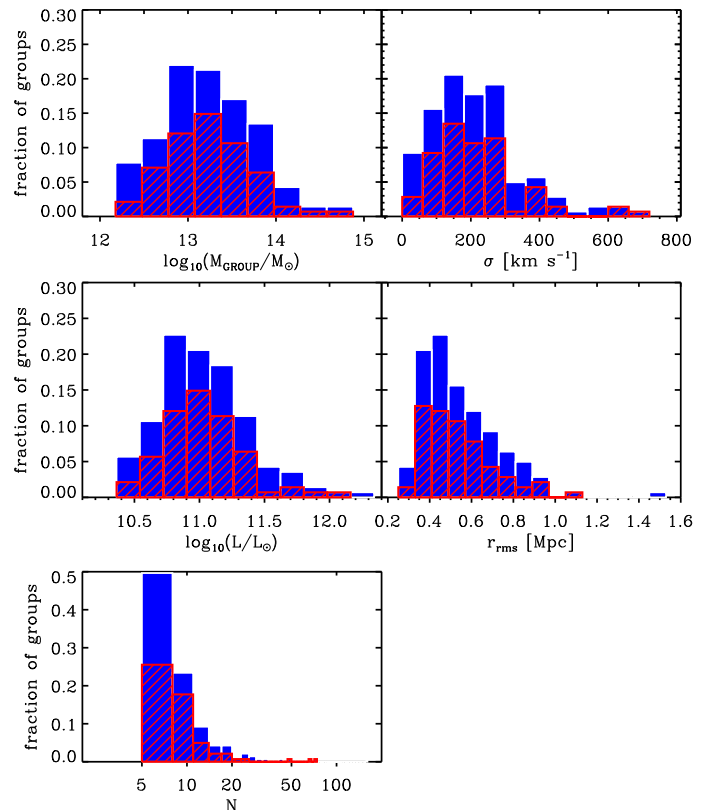 fraction of groups
0.30
0.25
0.20
0.15
0.10
0.05
0.00
12 13 14 15
log₁₀(M_GROUP/M_⊙)
0 200 400 600 800
σ [km s⁻¹]
fraction of groups
0.30
0.25
0.20
0.15
0.10
0.05
0.00
10.5 11.0 11.5 12.0
log₁₀(L/L_⊙)
0.2 0.4 0.6 0.8 1.0 1.2 1.4 1.6
r_rms [Mpc]
fraction of groups
0.5
0.4
0.3
0.2
0.1
0.0
5 10 20 50 100
N